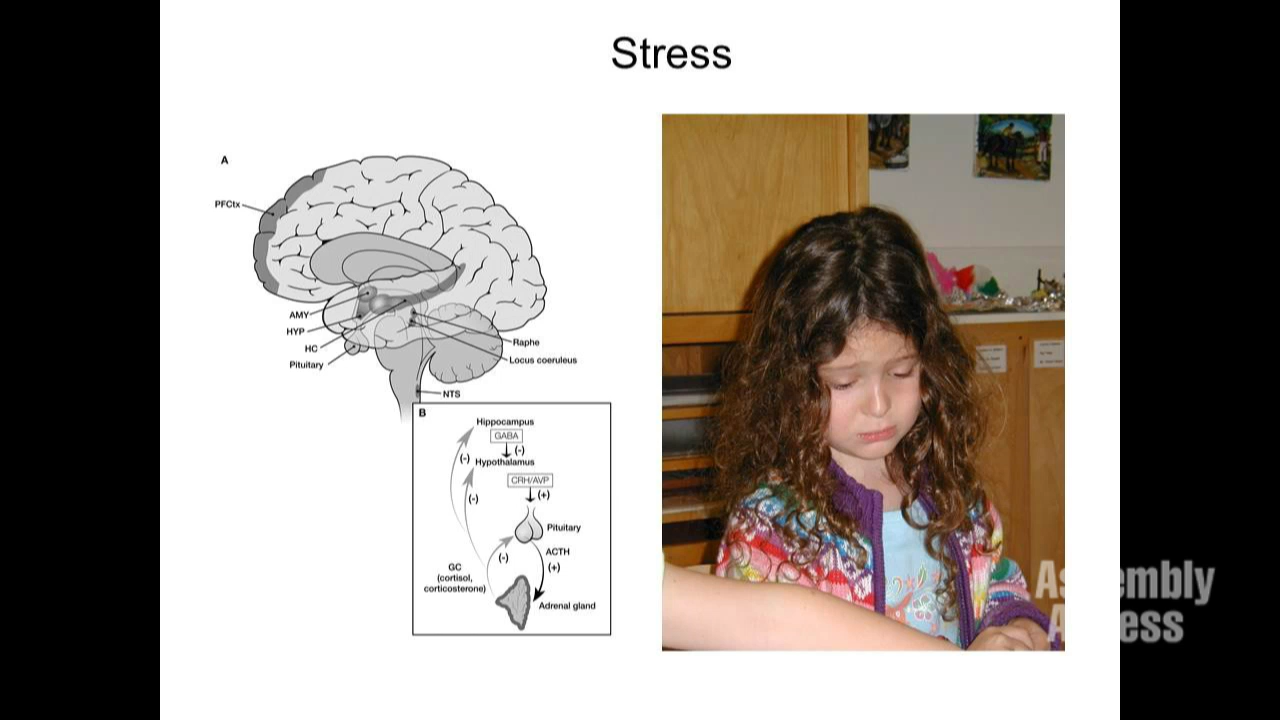 Stress
A
PFCtx
AMY
HYP
HC
Pituitary
Raphe
Locus coeruleus
NTS
B
Hippocampus
GABA
(-)
(-)
Hypothalamus
CRH/AVP
(-)
(+)
Pituitary
ACTH
(-)
(+)
GC
(cortisol,
corticosterone)
Adrenal gland
Assembly
Access